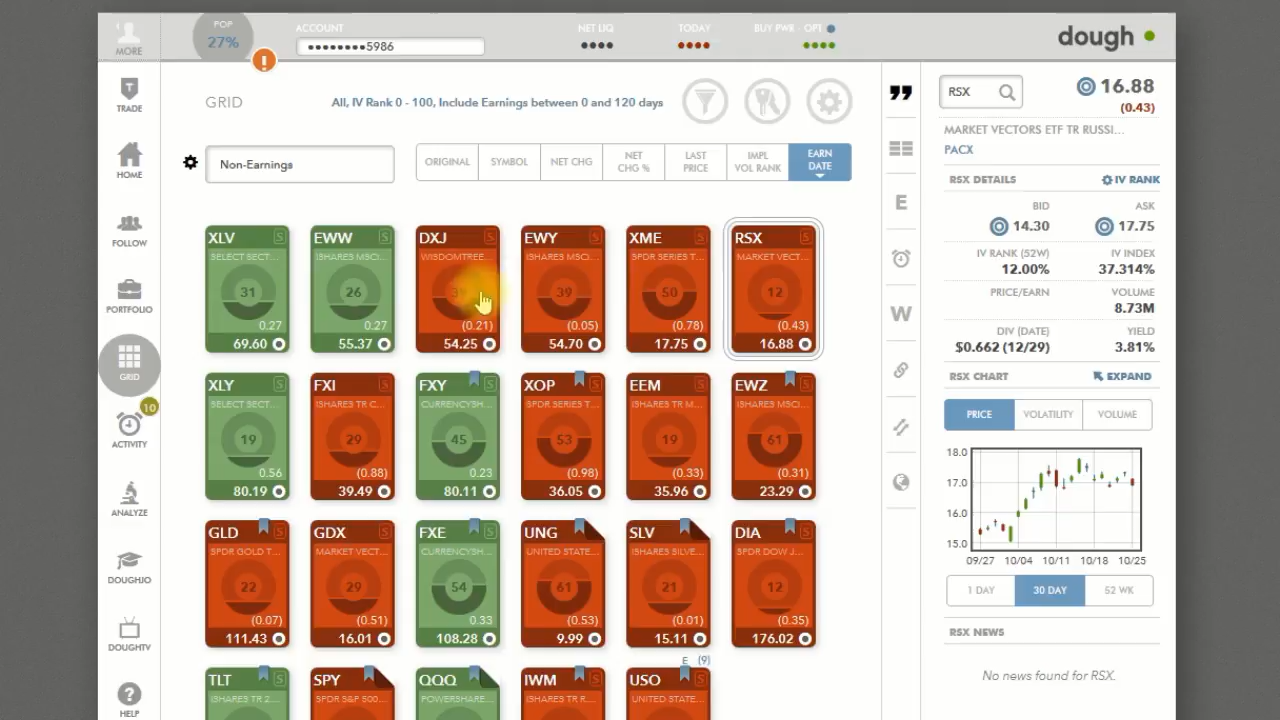 MORE
POP
27%
ACCOUNT
●●●●●●●●5986
NET LIQ
●●●●
TODAY
●●●●
BUY PWR
OPT
●●●●
dough
TRADE
HOME
FOLLOW
PORTFOLIO
GRID
10
ACTIVITY
ANALYZE
DOUGHJO
DOUGHTV
HELP
GRID
All, IV Rank 0 - 100, Include Earnings between 0 and 120 days
Non-Earnings
ORIGINAL
SYMBOL
NET CHG
NET CHG %
LAST PRICE
IMPL VOL RANK
EARN DATE
XLV
SELECT SECT...
31
0.27
69.60
EWW
ISHARES MSCI...
26
0.27
55.37
DXJ
WISDOMTREE...
(0.21)
54.25
EWY
ISHARES MSCI...
39
(0.05)
54.70
XME
SPDR SERIES T...
50
(0.78)
17.75
RSX
MARKET VECT...
12
(0.43)
16.88
XLY
SELECT SECT...
19
0.56
80.19
FXI
ISHARES TR C...
29
(0.88)
39.49
FXY
CURRENCYSH...
45
0.23
80.11
XOP
SPDR SERIES T...
53
(0.98)
36.05
EEM
ISHARES TR M...
19
(0.33)
35.96
EWZ
ISHARES MSCI...
61
(0.31)
23.29
GLD
SPDR GOLD T...
22
(0.07)
111.43
GDX
MARKET VECT...
29
(0.51)
16.01
FXE
CURRENCYSH...
54
0.33
108.28
UNG
UNITED STATE...
61
(0.53)
9.99
SLV
ISHARES SILVE...
21
(0.01)
15.11
DIA
SPDR DOW J...
12
(0.35)
176.02
TLT
ISHARES TR 2...
SPY
SPDR S&P 500...
QQQ
POWERSHARE...
IWM
ISHARES TR R...
E (9)
USO
UNITED STATE...
E
W
RSX
16.88
(0.43)
MARKET VECTORS ETF TR RUSSI...
PACX
RSX DETAILS
IV RANK
BID
14.30
ASK
17.75
IV RANK (52W)
12.00%
IV INDEX
37.314%
PRICE/EARN
VOLUME
8.73M
DIV (DATE)
$0.662 (12/29)
YIELD
3.81%
RSX CHART
EXPAND
PRICE
VOLATILITY
VOLUME
18.0
17.0
16.0
15.0
09/27
10/04
10/11
10/18
10/25
1 DAY
30 DAY
52 WK
RSX NEWS
No news found for RSX.